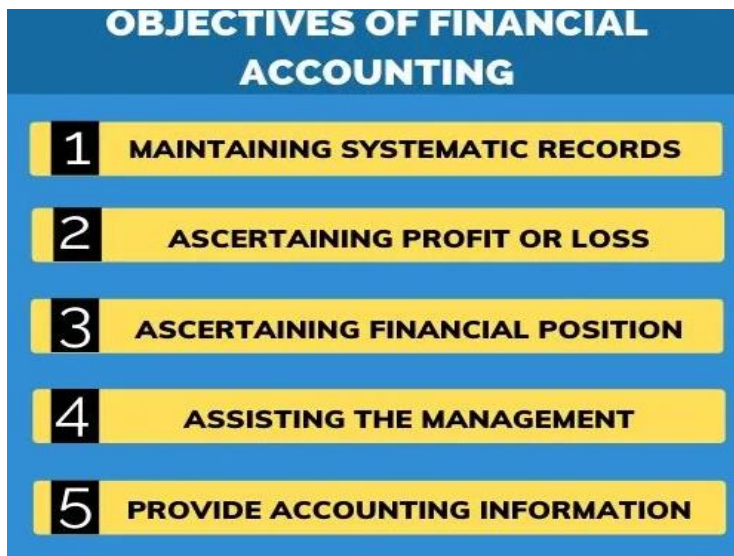 OBJECTIVES OF FINANCIAL
ACCOUNTING
1 MAINTAINING SYSTEMATIC RECORDS
2 ASCERTAINING PROFIT OR LOSS
3 ASCERTAINING FINANCIAL POSITION
4 ASSISTING THE MANAGEMENT
5 PROVIDE ACCOUNTING INFORMATION